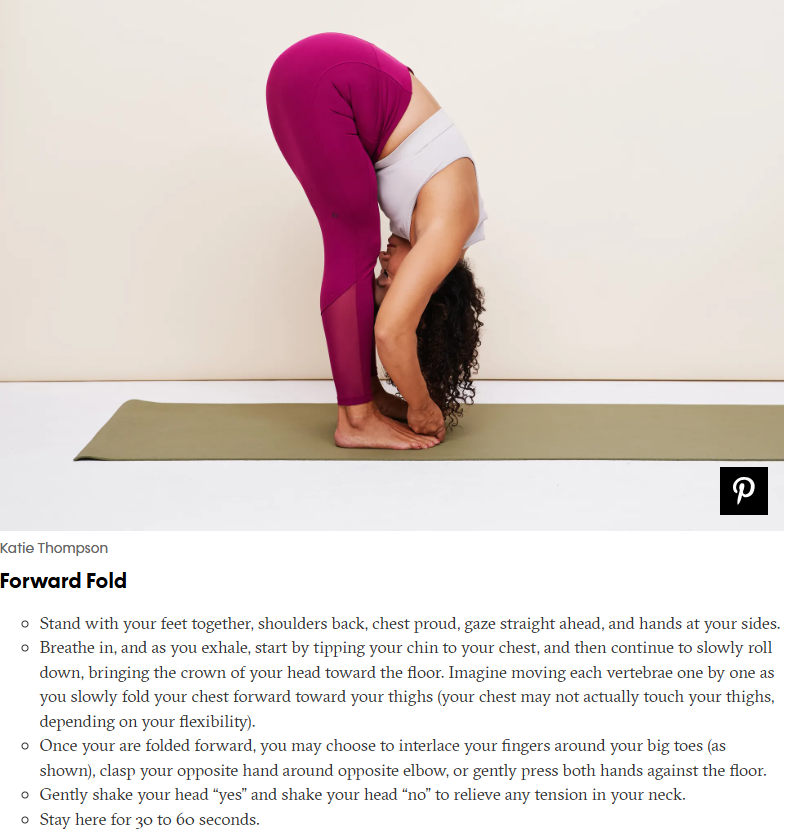 Katie Thompson
Forward Fold
Stand with your feet together, shoulders back, chest proud, gaze straight ahead, and hands at your sides.
Breathe in, and as you exhale, start by tipping your chin to your chest, and then continue to slowly roll
down, bringing the crown of your head toward the floor. Imagine moving each vertebrae one by one as
you slowly fold your chest forward toward your thighs (your chest may not actually touch your thighs,
depending on your flexibility).
Once your are folded forward, you may choose to interlace your fingers around your big toes (as
shown), clasp your opposite hand around opposite elbow, or gently press both hands against the floor.
Gently shake your head “yes” and shake your head “no” to relieve any tension in your neck.
Stay here for 30 to 60 seconds.